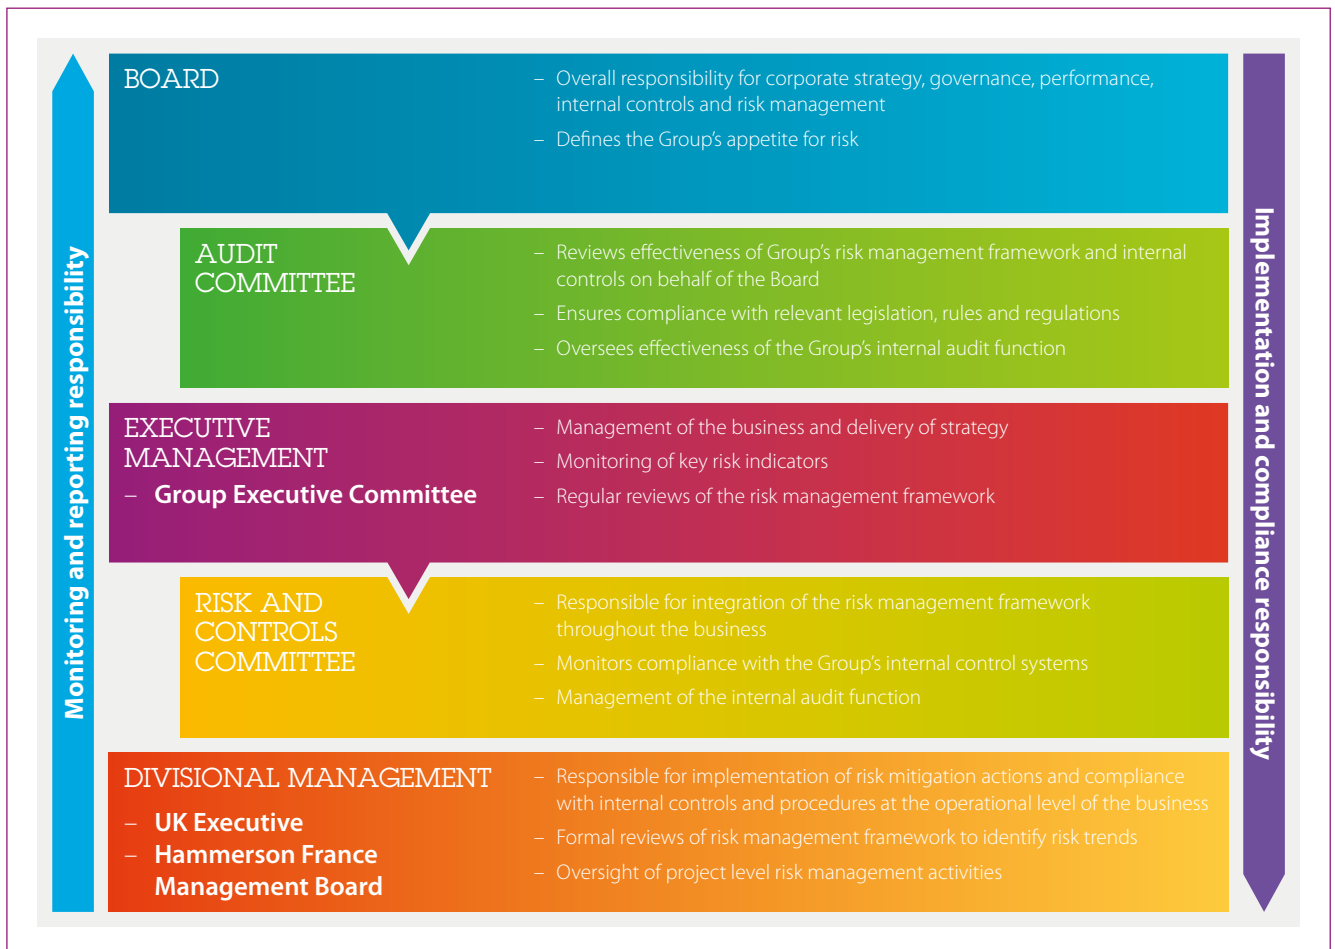 Monitoring and reporting responsibility
BOARD
– Overall responsibility for corporate strategy, governance, performance,
internal controls and risk management
– Defines the Group’s appetite for risk
AUDIT
COMMITTEE
– Reviews effectiveness of Group’s risk management framework and internal
controls on behalf of the Board
– Ensures compliance with relevant legislation, rules and regulations
– Oversees effectiveness of the Group’s internal audit function
EXECUTIVE
MANAGEMENT
– Group Executive Committee
– Management of the business and delivery of strategy
– Monitoring of key risk indicators
– Regular reviews of the risk management framework
RISK AND
CONTROLS
COMMITTEE
– Responsible for integration of the risk management framework
throughout the business
– Monitors compliance with the Group’s internal control systems
– Management of the internal audit function
DIVISIONAL MANAGEMENT
– UK Executive
– Hammerson France
Management Board
– Responsible for implementation of risk mitigation actions and compliance
with internal controls and procedures at the operational level of the business
– Formal reviews of risk management framework to identify risk trends
– Oversight of project level risk management activities
Implementation and compliance responsibility